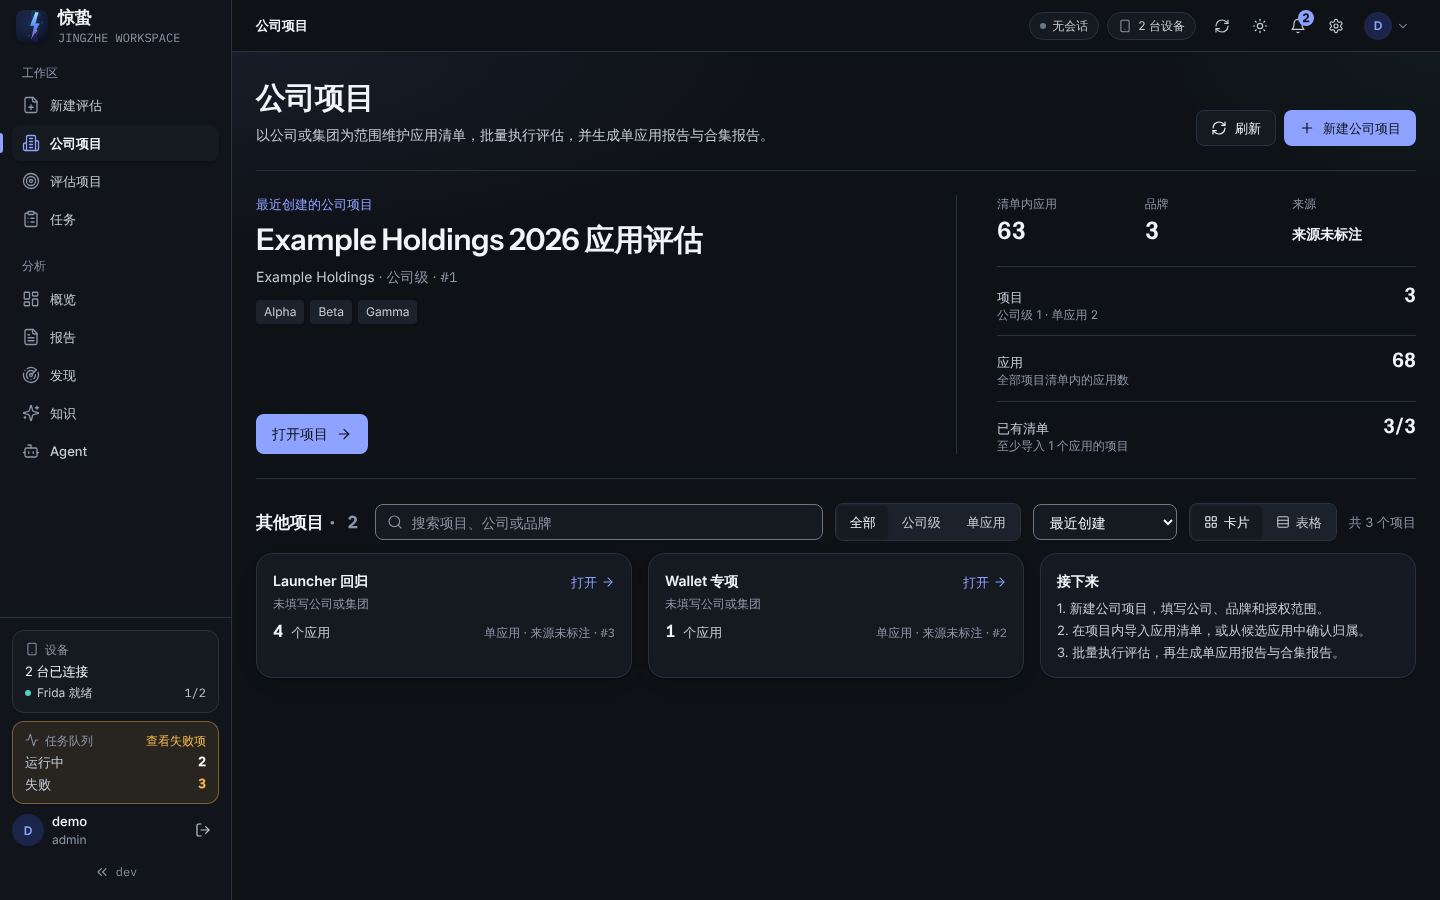 惊蛰
JINGZHE WORKSPACE
工作区
新建评估
公司项目
评估项目
任务
分析
概览
报告
发现
知识
Agent
设备
2 台已连接
Frida 就绪 1/2
任务队列 查看失败项
运行中 2
失败 3
D demo
admin
dev
公司项目 无会话 2 台设备 2 D
公司项目
以公司或集团为范围维护应用清单，批量执行评估，并生成单应用报告与合集报告。
刷新 新建公司项目
最近创建的公司项目
Example Holdings 2026 应用评估
Example Holdings · 公司级 · #1
Alpha Beta Gamma
打开项目
清单内应用 品牌 来源
63 3 来源未标注
项目 3
公司级 1 · 单应用 2
应用 68
全部项目清单内的应用数
已有清单 3/3
至少导入 1 个应用的项目
其他项目 · 2 搜索项目、公司或品牌 全部 公司级 单应用 最近创建 卡片 表格 共 3 个项目
Launcher 回归 打开
未填写公司或集团
4 个应用 单应用 · 来源未标注 · #3
Wallet 专项 打开
未填写公司或集团
1 个应用 单应用 · 来源未标注 · #2
接下来
1. 新建公司项目，填写公司、品牌和授权范围。
2. 在项目内导入应用清单，或从候选应用中确认归属。
3. 批量执行评估，再生成单应用报告与合集报告。